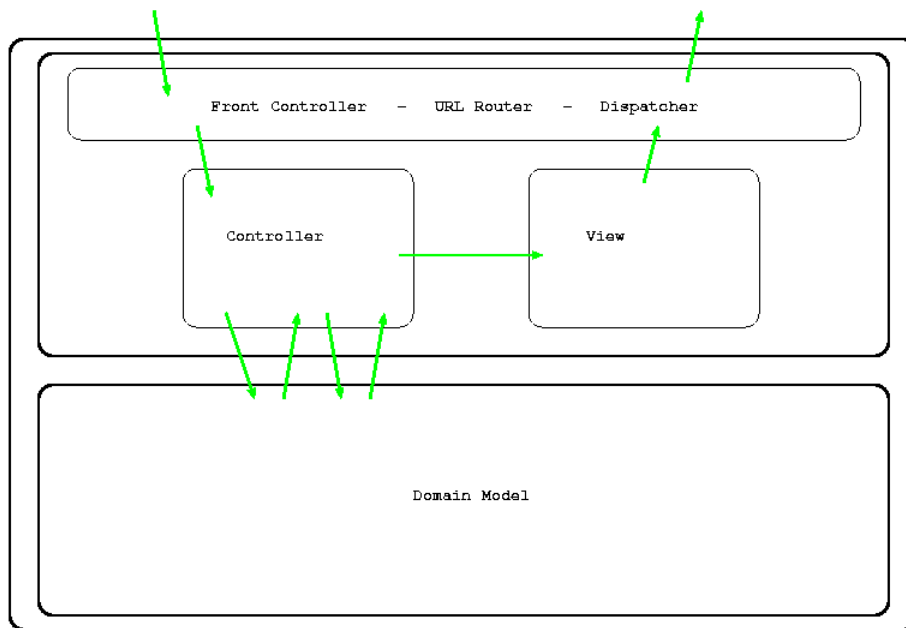 Front Controller - URL Router - Dispatcher
Controller
View
Domain Model